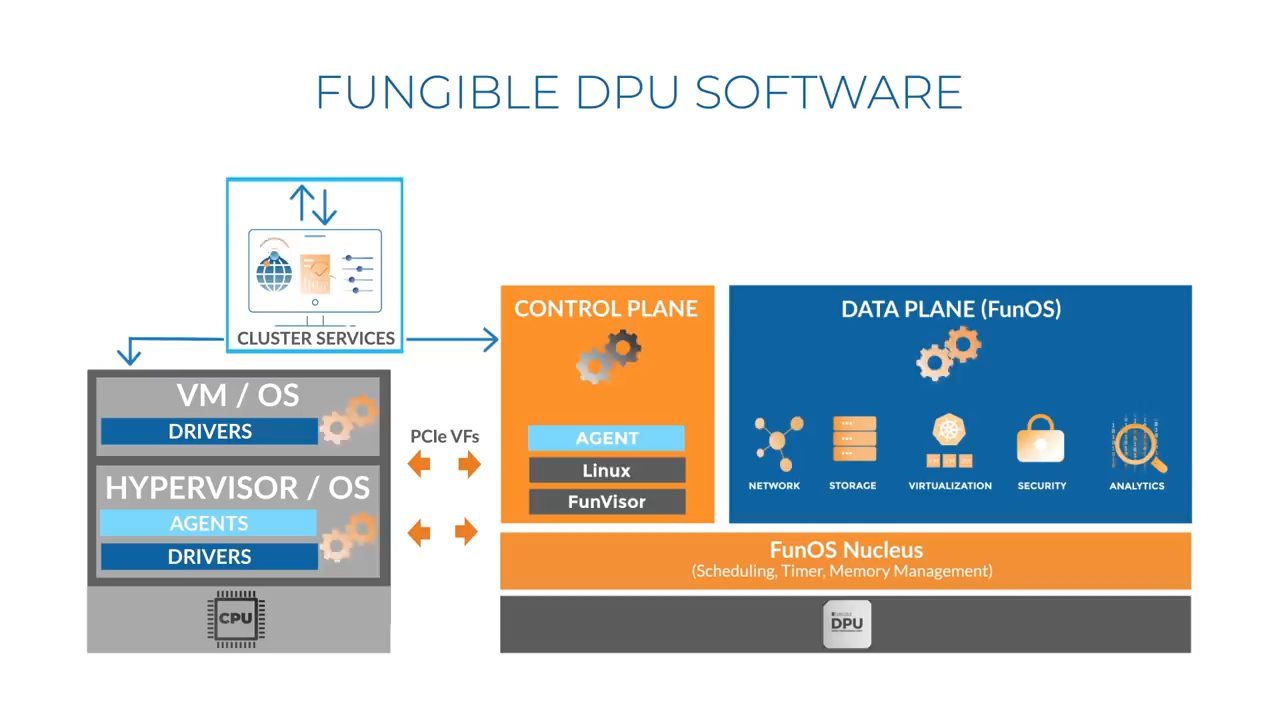 FUNGIBLE DPU SOFTWARE
CLUSTER SERVICES
VM / OS
DRIVERS
HYPERVISOR / OS
AGENTS
DRIVERS
CPU
PCIe VFs
CONTROL PLANE
AGENT
Linux
FunVisor
DATA PLANE (FunOS)
NETWORK
STORAGE
VIRTUALIZATION
SECURITY
ANALYTICS
FunOS Nucleus
(Scheduling, Timer, Memory Management)
DPU